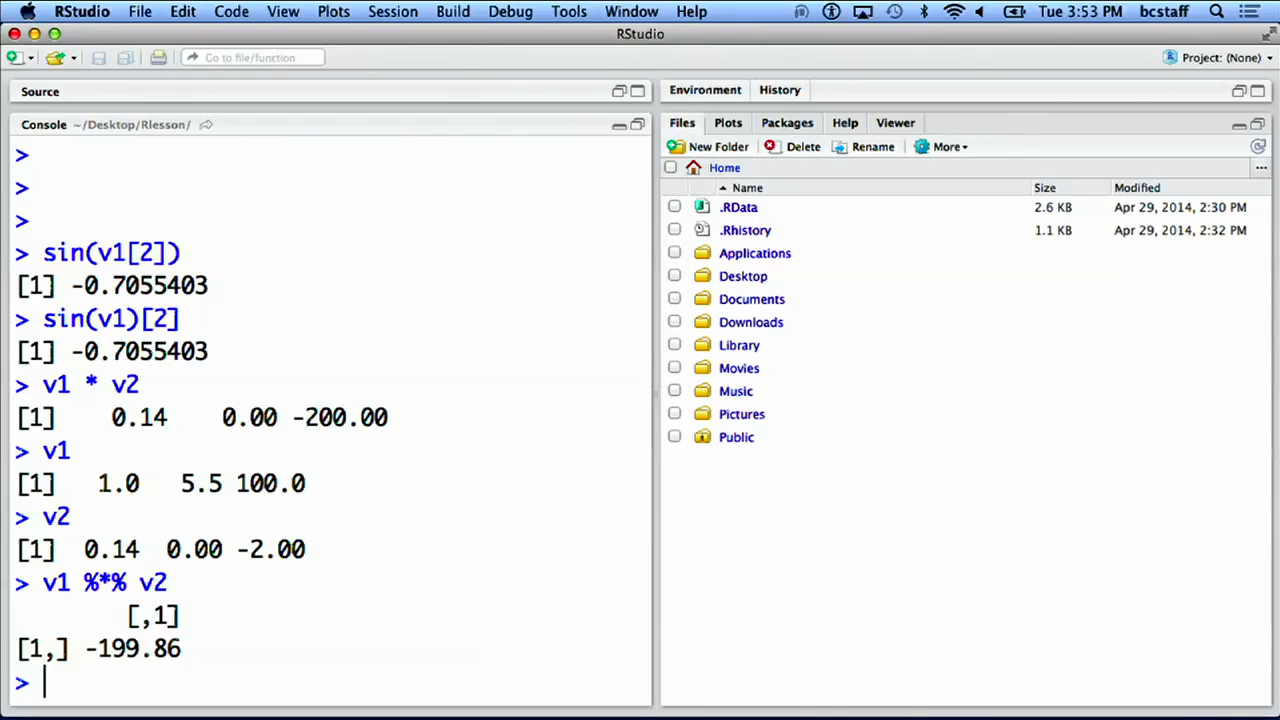 RStudio File Edit Code View Plots Session Build Debug Tools Window Help Tue 3:53 PM bcstaff
RStudio
Go to file/function Project: (None)
Source
Console ~/Desktop/Rlesson/
>
>
>
> sin(v1[2])
[1] -0.7055403
> sin(v1)[2]
[1] -0.7055403
> v1 * v2
[1]    0.14    0.00 -200.00
> v1
[1]   1.0   5.5 100.0
> v2
[1]  0.14  0.00 -2.00
> v1 %*% v2
        [,1]
[1,] -199.86
>
Environment History
Files Plots Packages Help Viewer
New Folder Delete Rename More
Home ...
Name Size Modified
.RData 2.6 KB Apr 29, 2014, 2:30 PM
.Rhistory 1.1 KB Apr 29, 2014, 2:32 PM
Applications
Desktop
Documents
Downloads
Library
Movies
Music
Pictures
Public